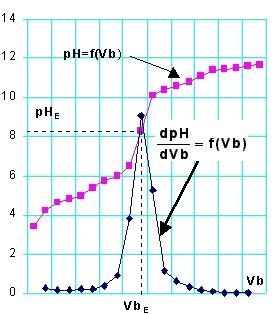 14
pH=f(Vb)
12
10
pHE
8
dpH/dVb = f(Vb)
6
4
2
Vb
0
VbE